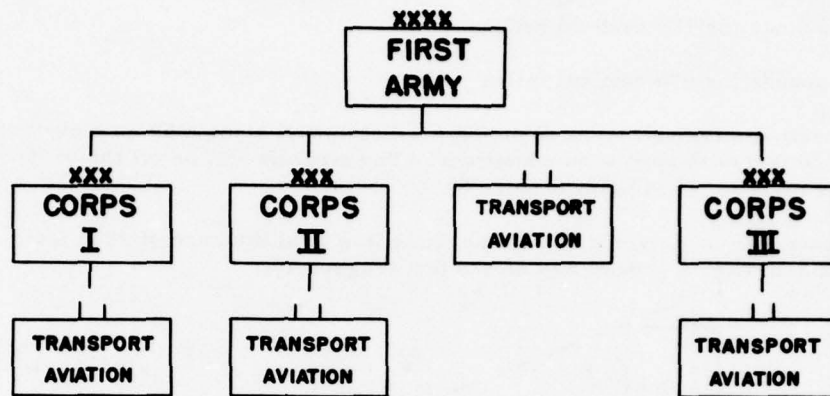 XXXX
FIRST
ARMY
XXX
CORPS
I
XXX
CORPS
II
TRANSPORT
AVIATION
XXX
CORPS
III
TRANSPORT
AVIATION
TRANSPORT
AVIATION
TRANSPORT
AVIATION